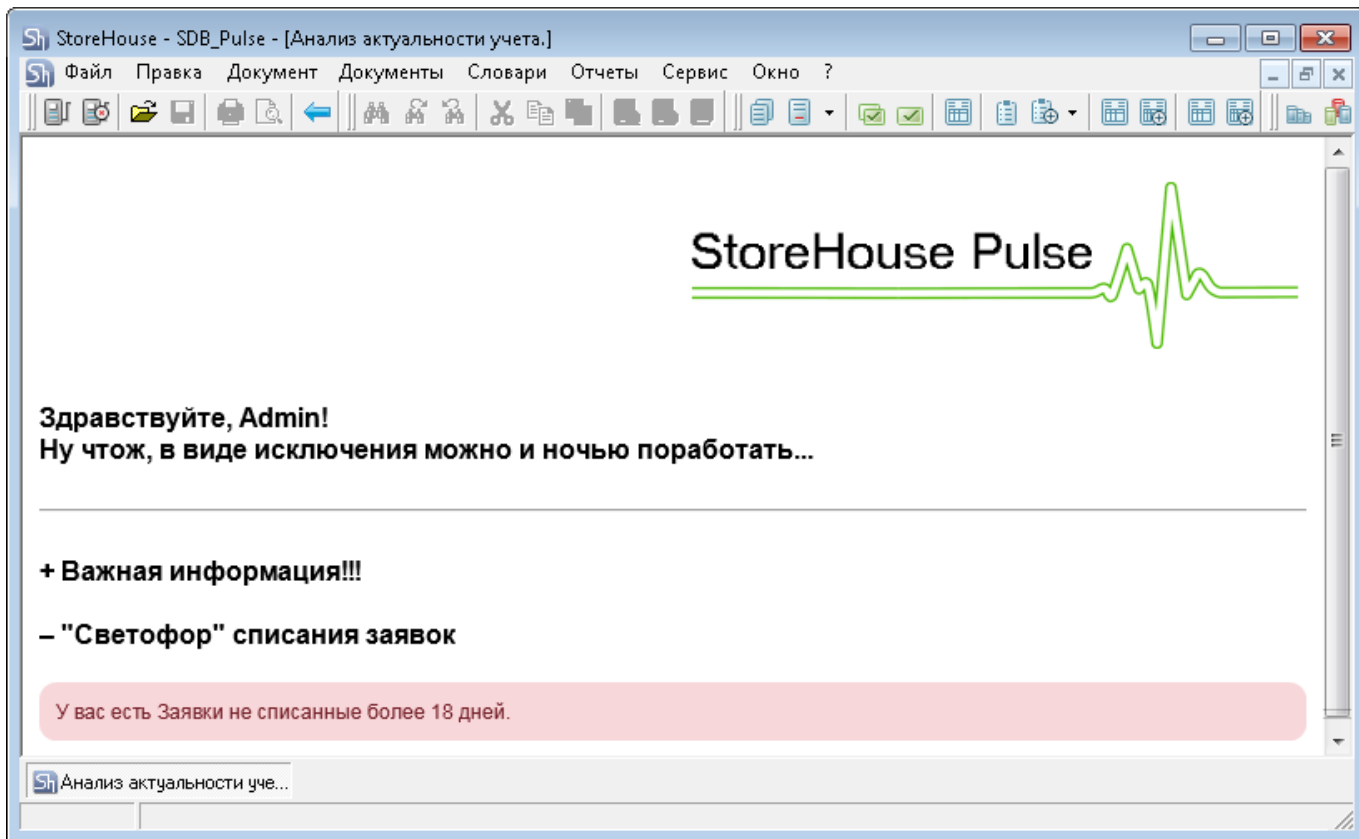 StoreHouse - SDB_Pulse - [Анализ актуальности учета.]
Файл Правка Документ Документы Словари Отчеты Сервис Окно ?
StoreHouse Pulse
Здравствуйте, Admin!
Ну чтож, в виде исключения можно и ночью поработать...
+ Важная информация!!!
– "Светофор" списания заявок
У вас есть Заявки не списанные более 18 дней.
Анализ актуальности уче...